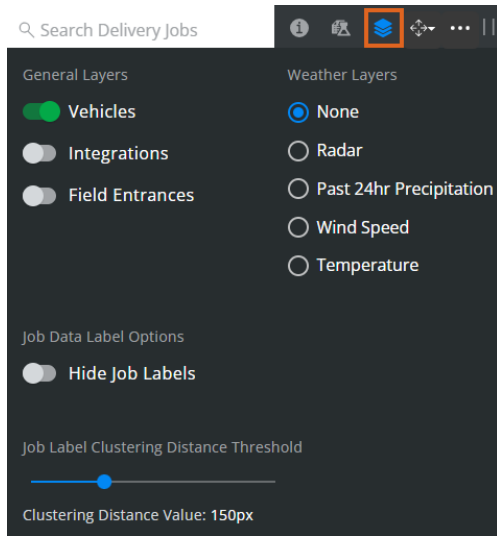 Search Delivery Jobs
General Layers
Vehicles
Integrations
Field Entrances
Weather Layers
None
Radar
Past 24hr Precipitation
Wind Speed
Temperature
Job Data Label Options
Hide Job Labels
Job Label Clustering Distance Threshold
Clustering Distance Value: 150px